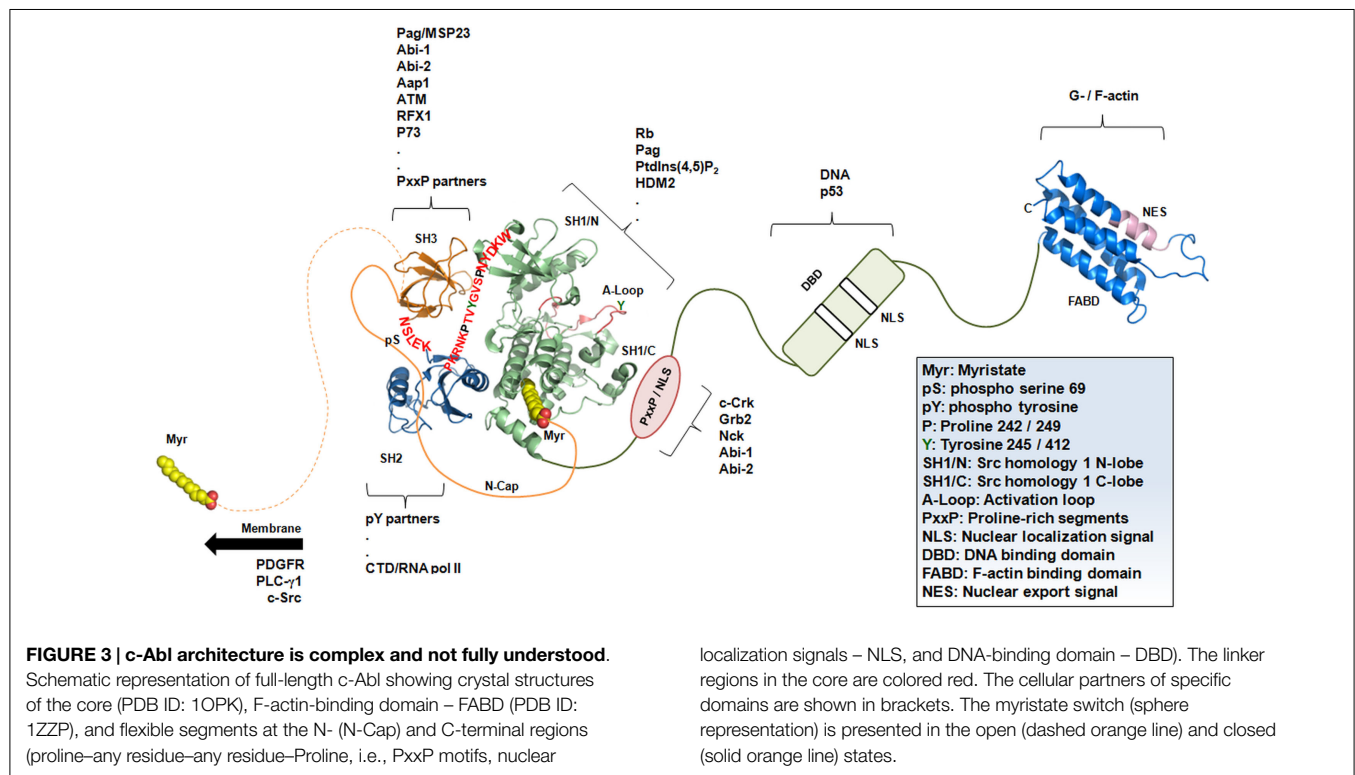 Pag/MSP23
Abi-1
Abi-2
Aap1
ATM
RFX1
P73
.
.
PxxP partners
Rb
Pag
PtdIns(4,5)P₂
HDM2
.
.
DNA
p53
G- / F-actin
SH3
SH1/N
NSLEK
PKRNKPTVYGVSPNYDKW
pS
A-Loop
Y
SH1/C
SH2
Myr
N-Cap
PxxP / NLS
DBD
NLS
NLS
C
NES
FABD
c-Crk
Grb2
Nck
Abi-1
Abi-2
pY partners
.
.
CTD/RNA pol II
Myr
Membrane
PDGFR
PLC-γ1
c-Src
Myr: Myristate
pS: phospho serine 69
pY: phospho tyrosine
P: Proline 242 / 249
Y: Tyrosine 245 / 412
SH1/N: Src homology 1 N-lobe
SH1/C: Src homology 1 C-lobe
A-Loop: Activation loop
PxxP: Proline-rich segments
NLS: Nuclear localization signal
DBD: DNA binding domain
FABD: F-actin binding domain
NES: Nuclear export signal
FIGURE 3 | c-Abl architecture is complex and not fully understood.
Schematic representation of full-length c-Abl showing crystal structures
of the core (PDB ID: 1OPK), F-actin-binding domain – FABD (PDB ID:
1ZZP), and flexible segments at the N- (N-Cap) and C-terminal regions
(proline–any residue–any residue–Proline, i.e., PxxP motifs, nuclear
localization signals – NLS, and DNA-binding domain – DBD). The linker
regions in the core are colored red. The cellular partners of specific
domains are shown in brackets. The myristate switch (sphere
representation) is presented in the open (dashed orange line) and closed
(solid orange line) states.